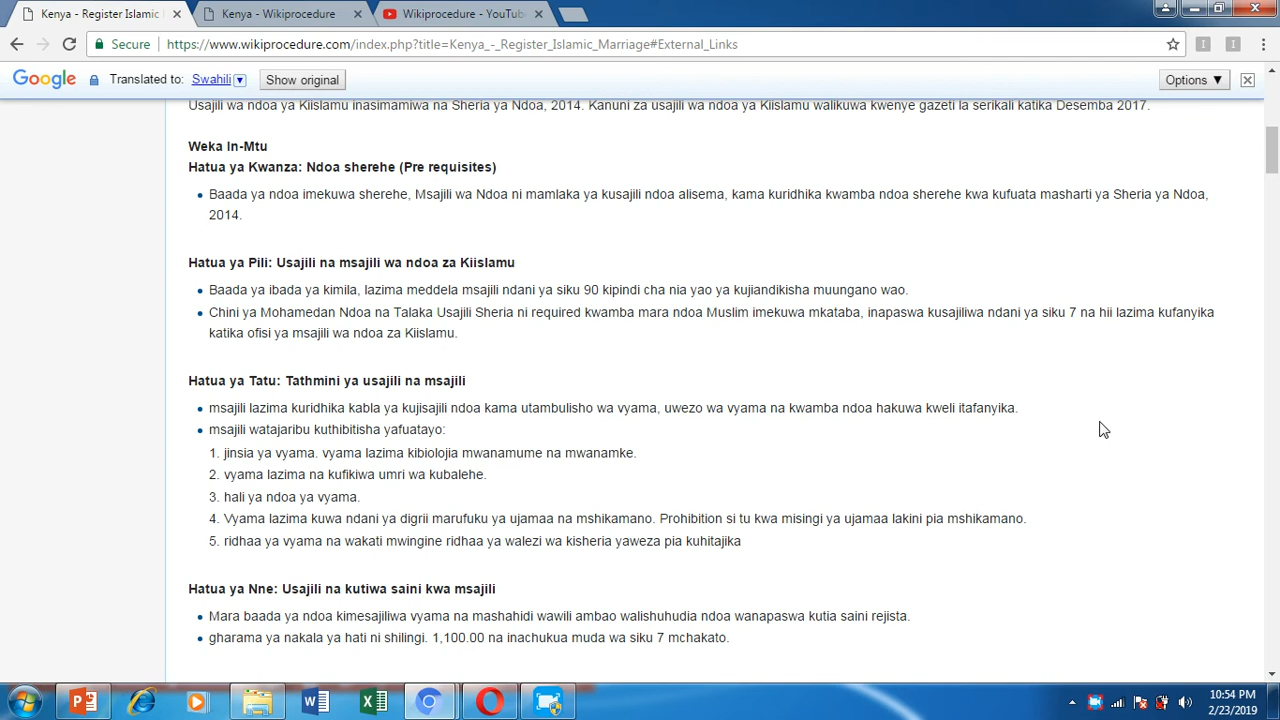 Kenya - Register Islamic
Kenya - Wikiprocedure
Wikiprocedure - YouTub
Secure
https://www.wikiprocedure.com/index.php?title=Kenya_-_Register_Islamic_Marriage#External_Links
Google Translated to: Swahili Show original Options ▼
Usajili wa ndoa ya Kiislamu inasimamiwa na Sheria ya Ndoa, 2014. Kanuni za usajili wa ndoa ya Kiislamu walikuwa kwenye gazeti la serikali katika Desemba 2017.
Weka In-Mtu
Hatua ya Kwanza: Ndoa sherehe (Pre requisites)
Baada ya ndoa imekuwa sherehe, Msajili wa Ndoa ni mamlaka ya kusajili ndoa alisema, kama kuridhika kwamba ndoa sherehe kwa kufuata masharti ya Sheria ya Ndoa,
2014.
Hatua ya Pili: Usajili na msajili wa ndoa za Kiislamu
Baada ya ibada ya kimila, lazima meddela msajili ndani ya siku 90 kipindi cha nia yao ya kujiandikisha muungano wao.
Chini ya Mohamedan Ndoa na Talaka Usajili Sheria ni required kwamba mara ndoa Muslim imekuwa mkataba, inapaswa kusajiliwa ndani ya siku 7 na hii lazima kufanyika
katika ofisi ya msajili wa ndoa za Kiislamu.
Hatua ya Tatu: Tathmini ya usajili na msajili
msajili lazima kuridhika kabla ya kujisajili ndoa kama utambulisho wa vyama, uwezo wa vyama na kwamba ndoa hakuwa kweli itafanyika.
msajili watajaribu kuthibitisha yafuatayo:
1. jinsia ya vyama. vyama lazima kibiolojia mwanamume na mwanamke.
2. vyama lazima na kufikiwa umri wa kubalehe.
3. hali ya ndoa ya vyama.
4. Vyama lazima kuwa ndani ya digrii marufuku ya ujamaa na mshikamano. Prohibition si tu kwa misingi ya ujamaa lakini pia mshikamano.
5. ridhaa ya vyama na wakati mwingine ridhaa ya walezi wa kisheria yaweza pia kuhitajika
Hatua ya Nne: Usajili na kutiwa saini kwa msajili
Mara baada ya ndoa kimesajiliwa vyama na mashahidi wawili ambao walishuhudia ndoa wanapaswa kutia saini rejista.
gharama ya nakala ya hati ni shilingi. 1,100.00 na inachukua muda wa siku 7 mchakato.
10:54 PM
2/23/2019